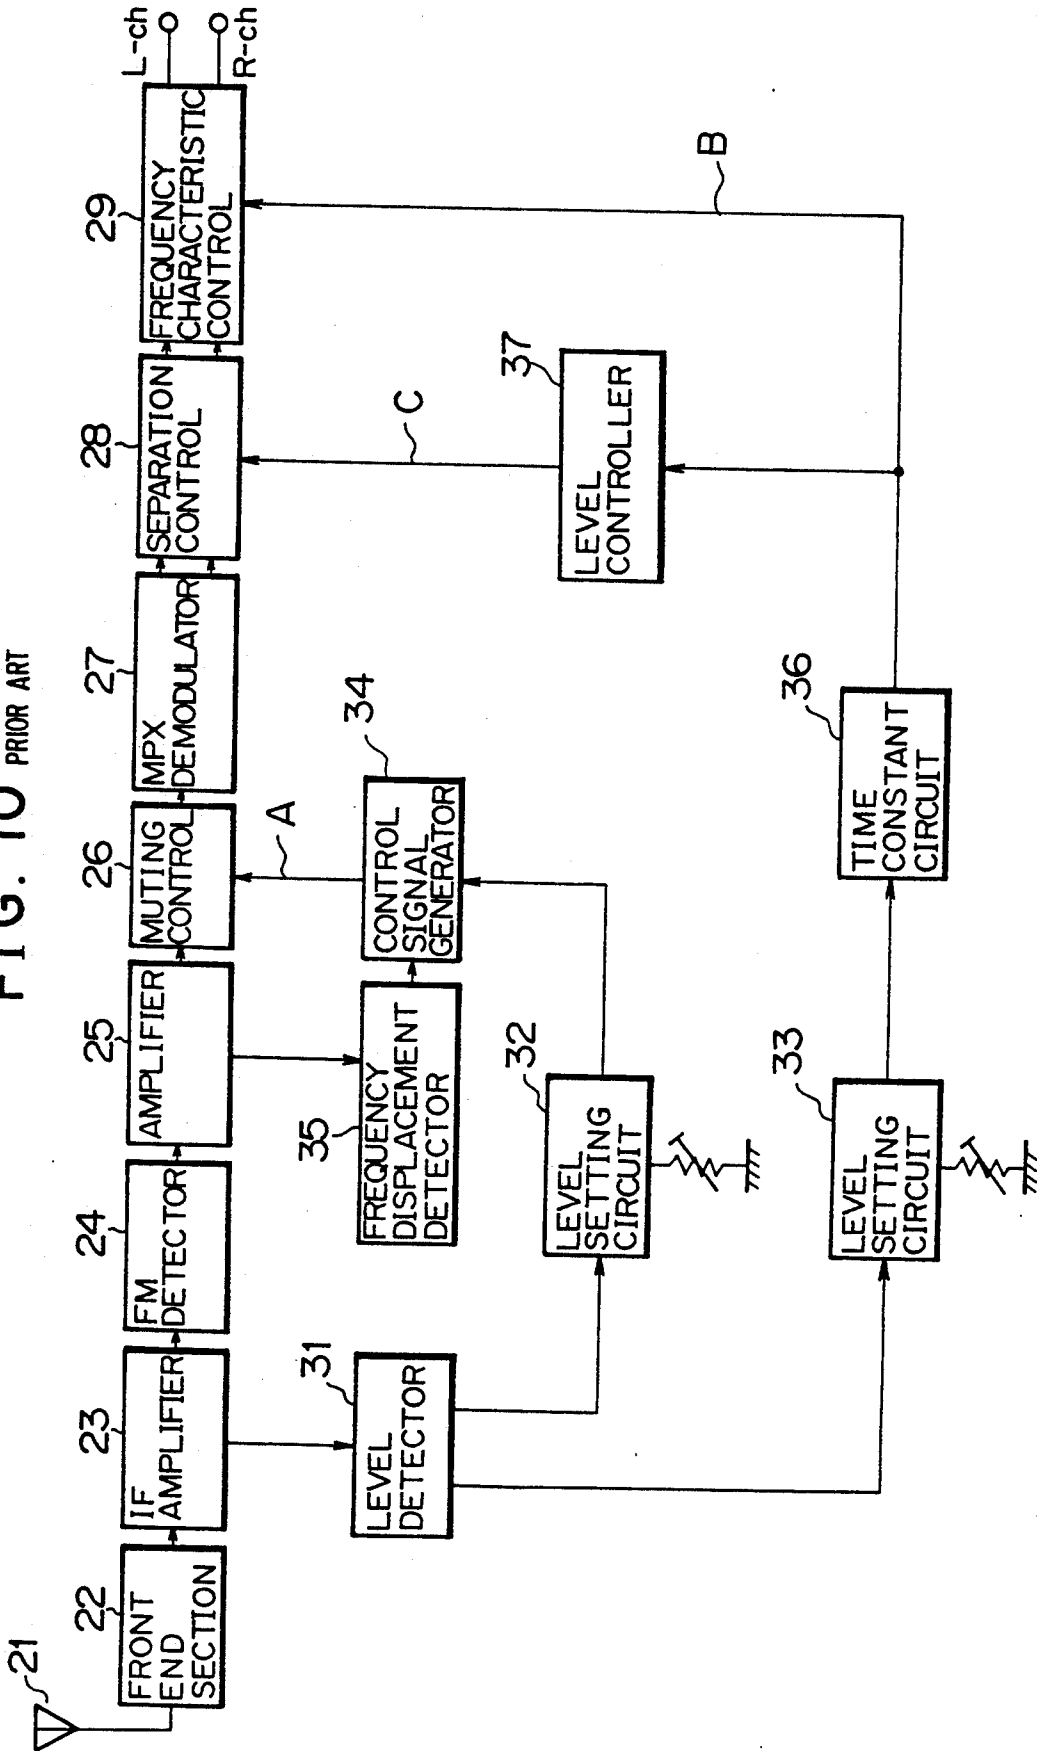 FIG. 10 PRIOR ART
21
22
FRONT
END
SECTION
23
IF
AMPLIFIER
24
FM
DETECTOR
25
AMPLIFIER
26
MUTING
CONTROL
27
MPX
DEMODULATOR
28
SEPARATION
CONTROL
29
FREQUENCY
CHARACTERISTIC
CONTROL
L-ch
R-ch
31
LEVEL
DETECTOR
35
FREQUENCY
DISPLACEMENT
DETECTOR
34
CONTROL
SIGNAL
GENERATOR
A
32
LEVEL
SETTING
CIRCUIT
37
LEVEL
CONTROLLER
C
B
33
LEVEL
SETTING
CIRCUIT
36
TIME
CONSTANT
CIRCUIT